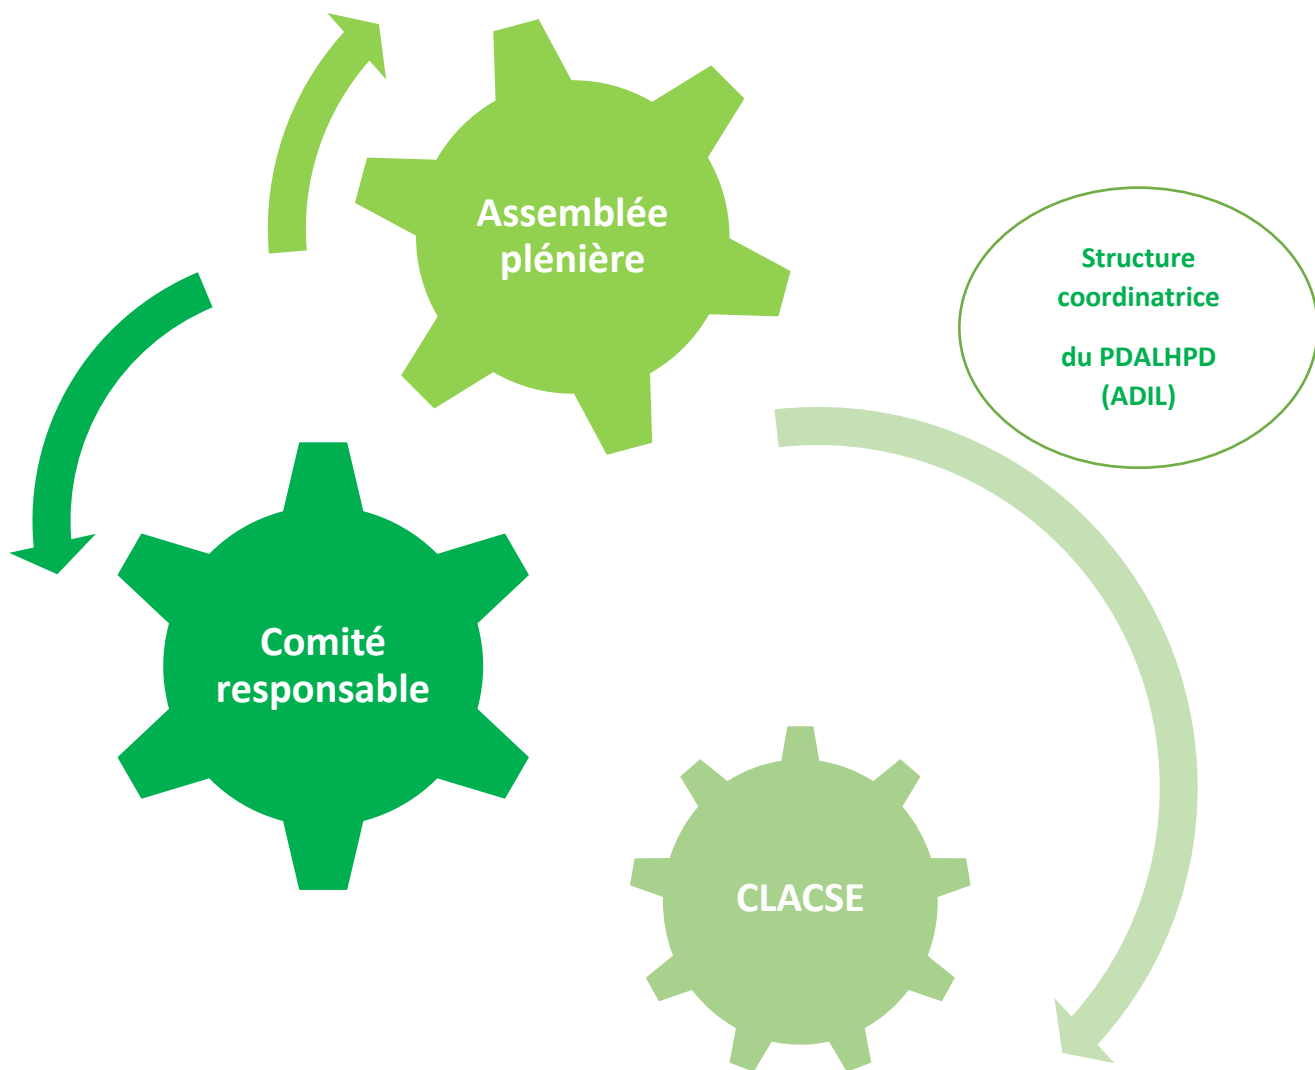 Assemblée
plénière
Structure
coordinatrice
du PDALHPD
(ADIL)
Comité
responsable
CLACSE